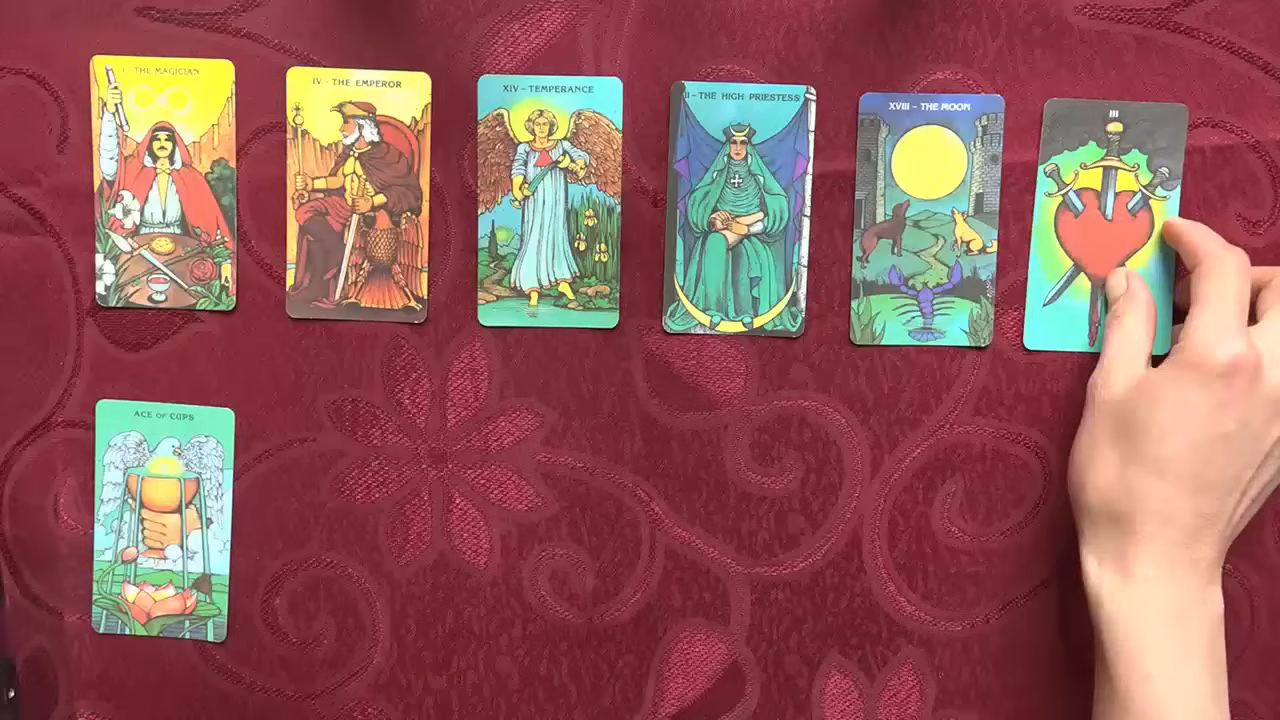 I - THE MAGICIAN
IV - THE EMPEROR
XIV - TEMPERANCE
II - THE HIGH PRIESTESS
XVIII - THE MOON
III
ACE OF CUPS